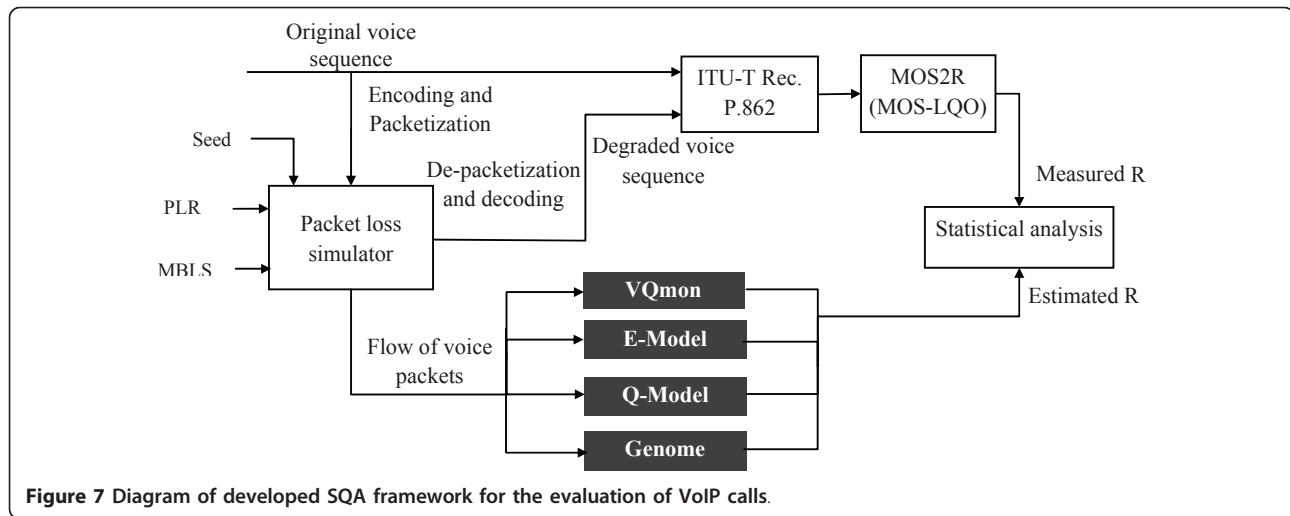 Original voice
sequence
Encoding and
Packetization
Seed
PLR
MBLS
Packet loss
simulator
De-packetization
and decoding
Degraded voice
sequence
ITU-T Rec.
P.862
MOS2R
(MOS-LQO)
Measured R
Statistical analysis
Estimated R
Flow of voice
packets
VQmon
E-Model
Q-Model
Genome
Figure 7 Diagram of developed SQA framework for the evaluation of VoIP calls.